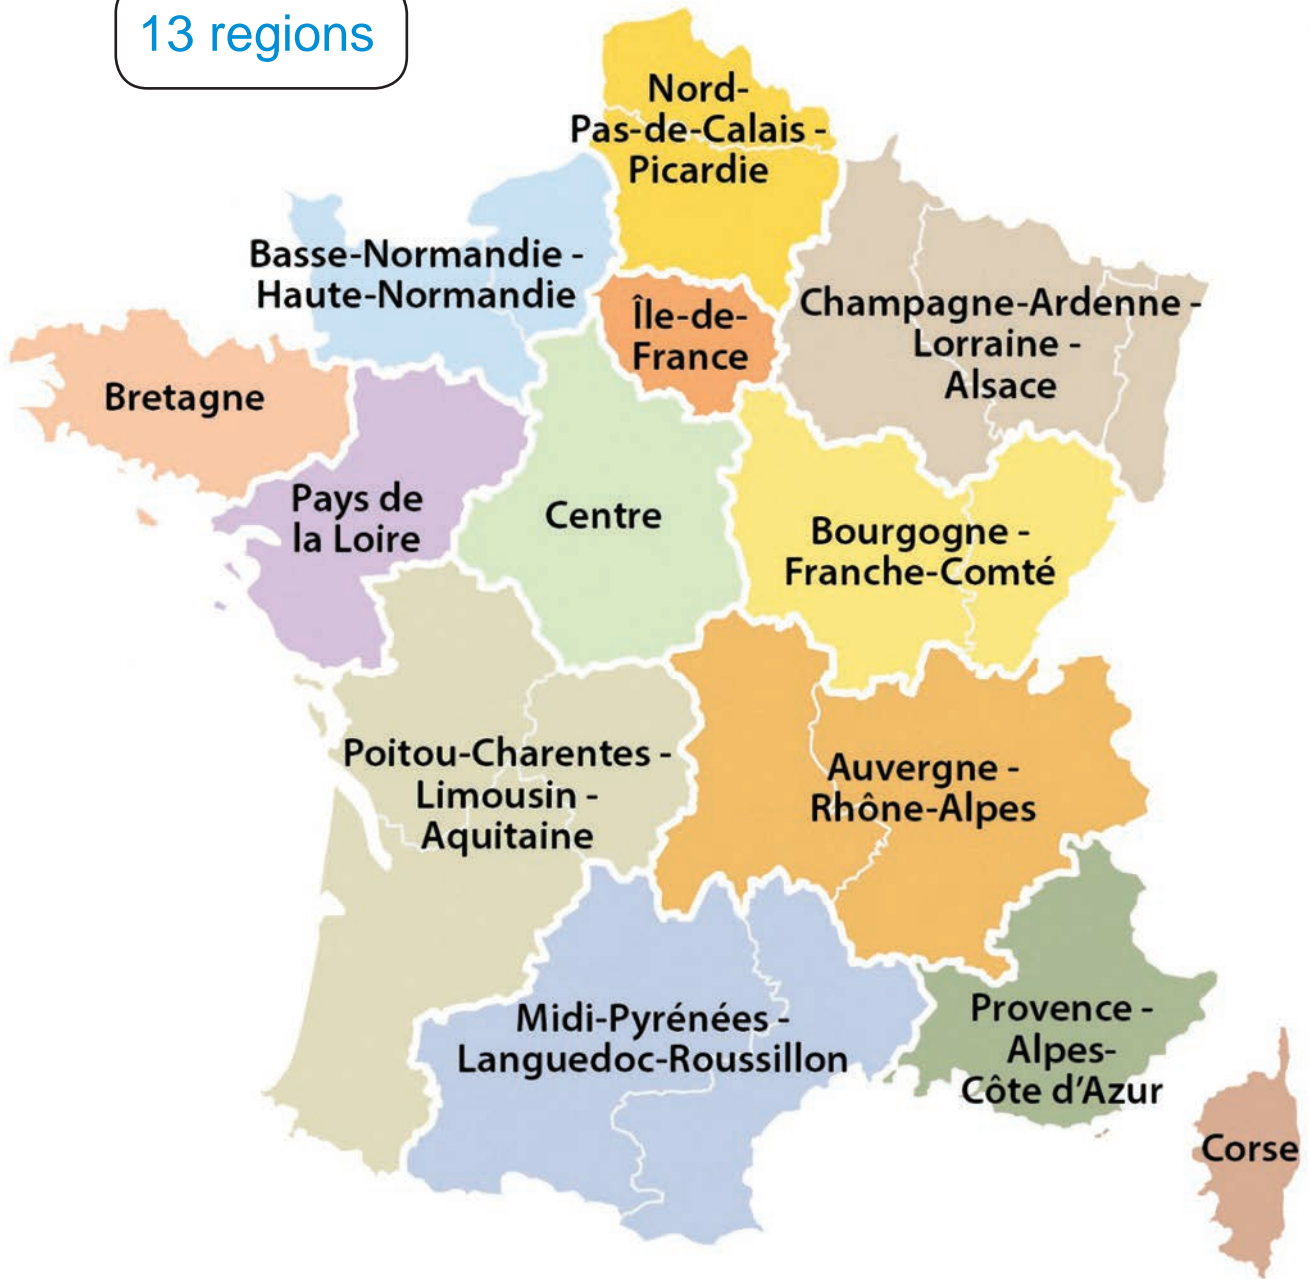 13 regions
Nord-
Pas-de-Calais -
Picardie
Basse-Normandie -
Haute-Normandie
Île-de-
France
Champagne-Ardenne -
Lorraine -
Alsace
Bretagne
Pays de
la Loire
Centre
Bourgogne -
Franche-Comté
Poitou-Charentes -
Limousin -
Aquitaine
Auvergne -
Rhône-Alpes
Midi-Pyrénées -
Languedoc-Roussillon
Provence -
Alpes-
Côte d'Azur
Corse